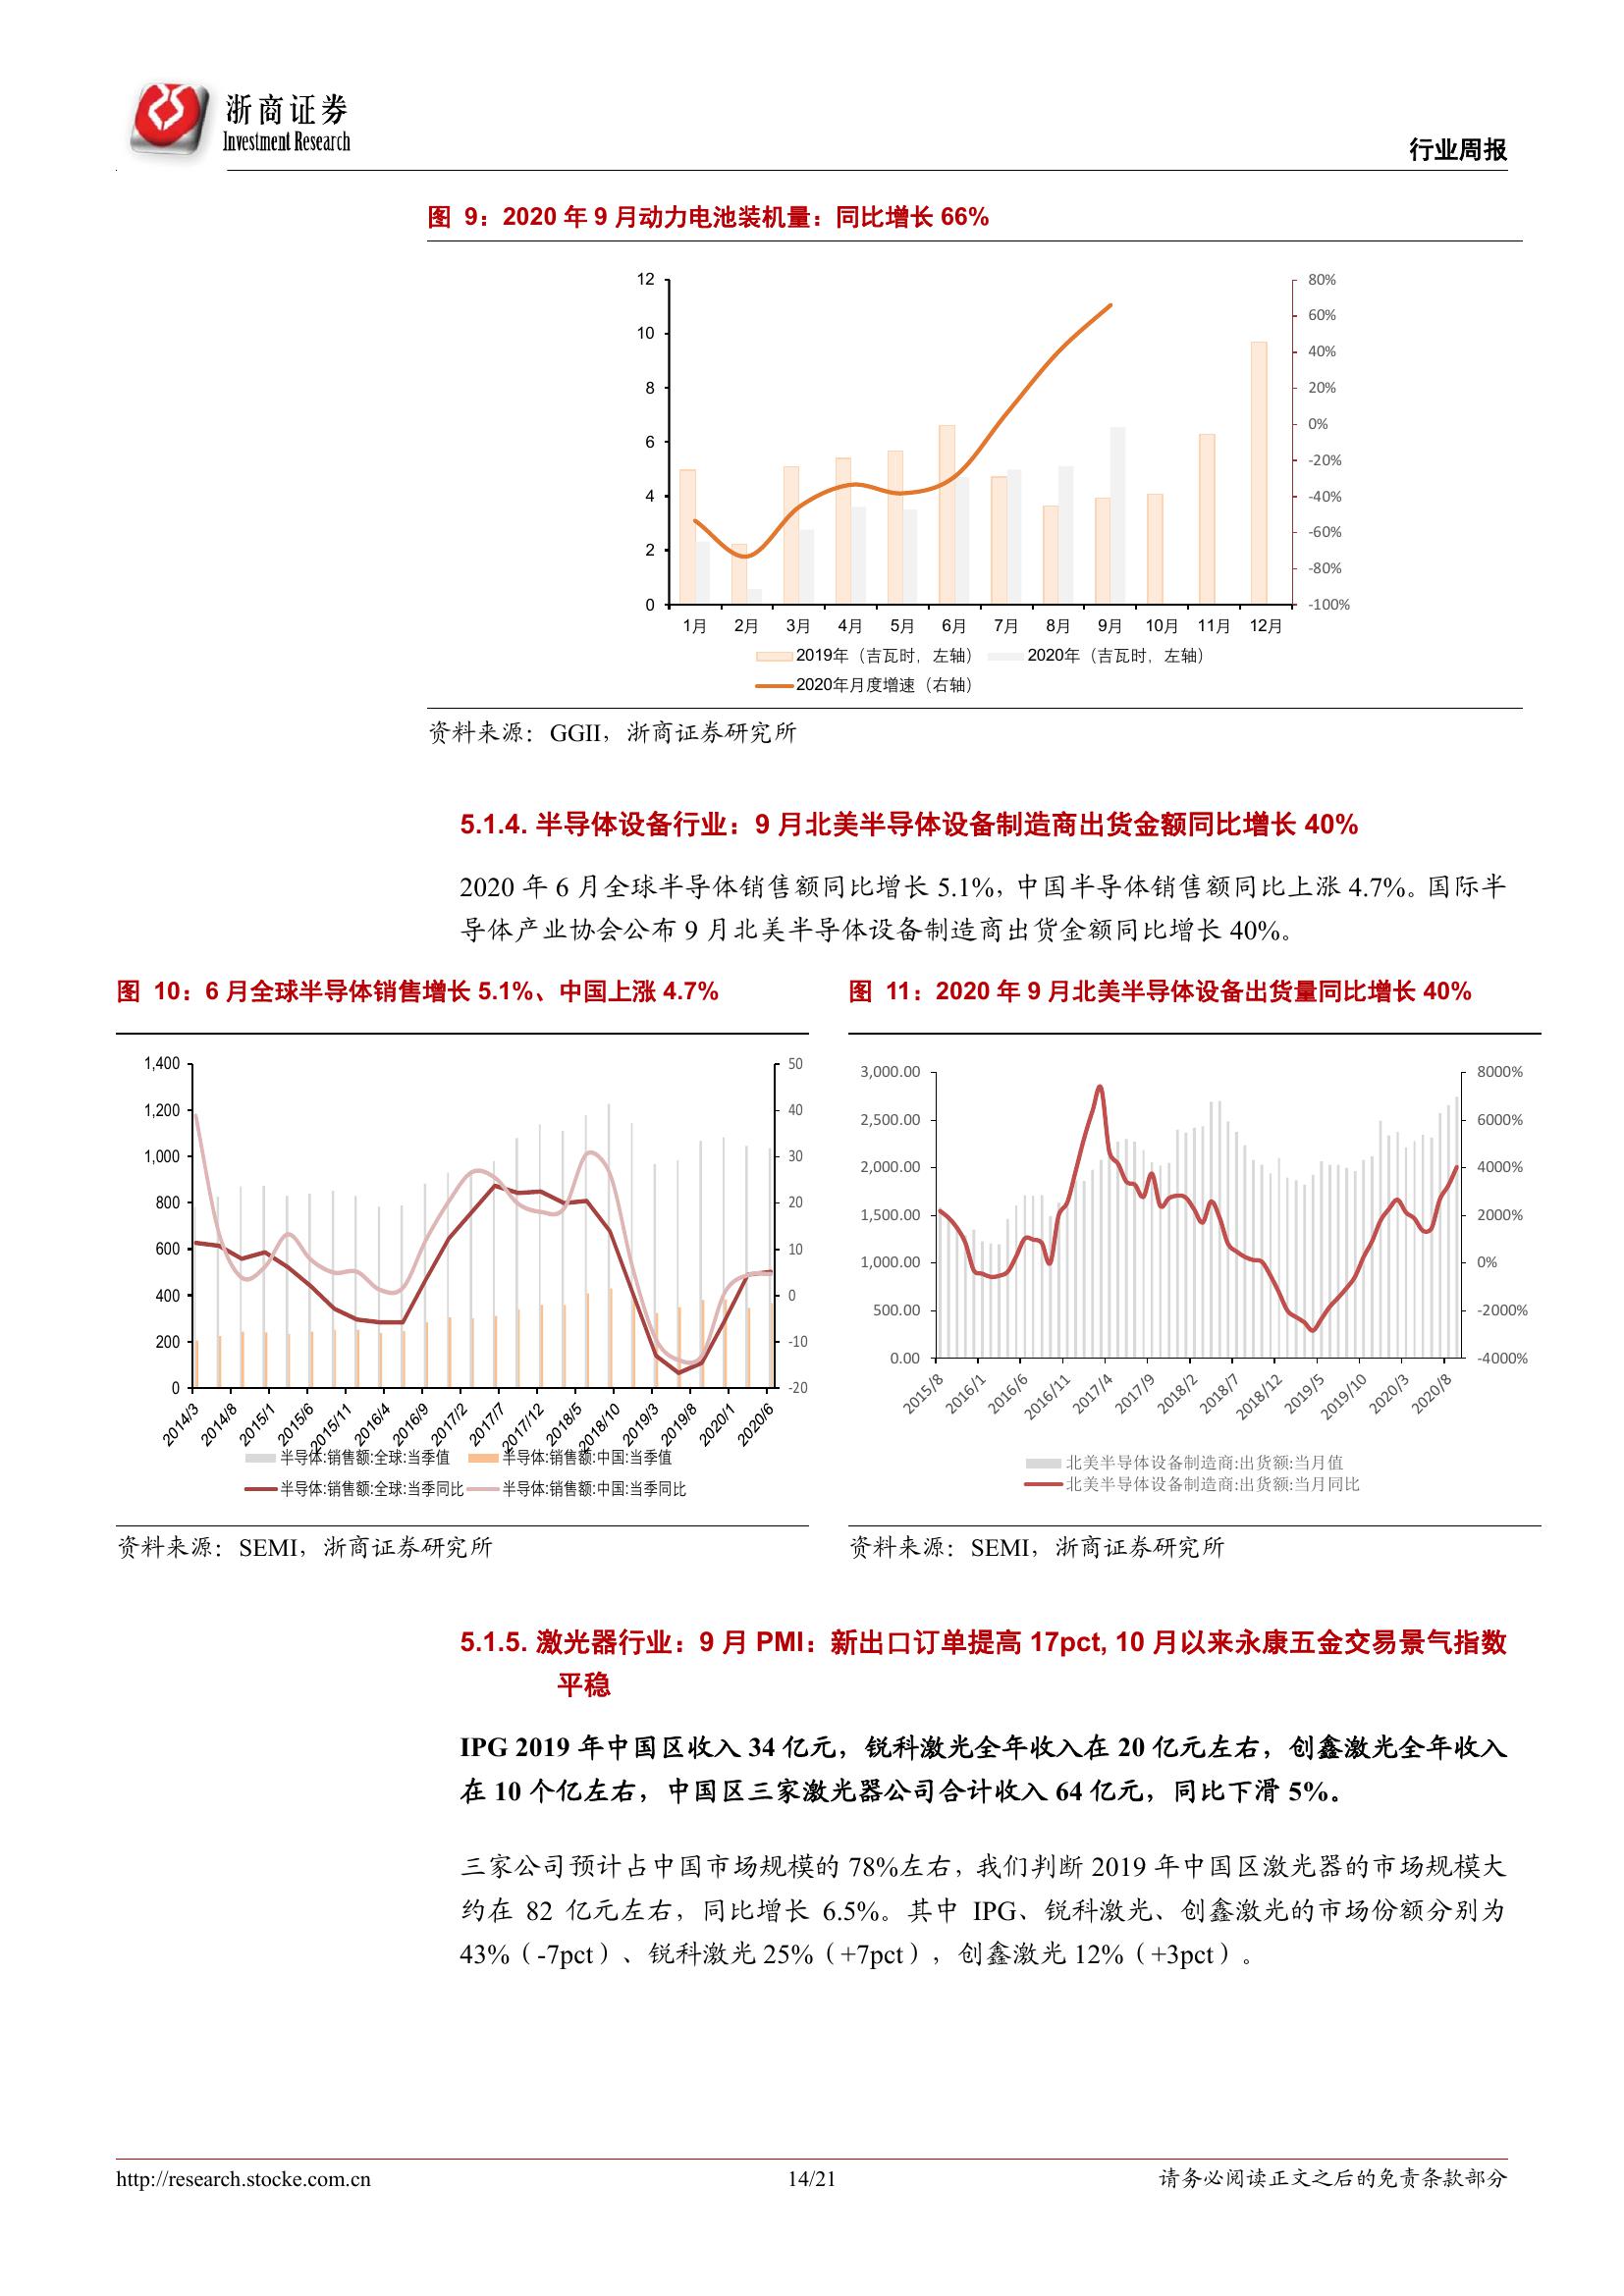 浙商证券
Investment Research
行业周报
图 9：2020 年 9 月动力电池装机量：同比增长 66%
12
10
8
6
4
2
0
80%
60%
40%
20%
0%
-20%
-40%
-60%
-80%
-100%
1月 2月 3月 4月 5月 6月 7月 8月 9月 10月 11月 12月
2019年（吉瓦时，左轴） 2020年（吉瓦时，左轴）
2020年月度增速（右轴）
资料来源：GGII，浙商证券研究所
5.1.4. 半导体设备行业：9 月北美半导体设备制造商出货金额同比增长 40%
2020 年 6 月全球半导体销售额同比增长 5.1%，中国半导体销售额同比上涨 4.7%。国际半
导体产业协会公布 9 月北美半导体设备制造商出货金额同比增长 40%。
图 10：6 月全球半导体销售增长 5.1%、中国上涨 4.7%
1,400
1,200
1,000
800
600
400
200
0
50
40
30
20
10
0
-10
-20
2014/3 2014/8 2015/1 2015/6 2015/11 2016/4 2016/9 2017/2 2017/7 2017/12 2018/5 2018/10 2019/3 2019/8 2020/1 2020/6
半导体:销售额:全球:当季值 半导体:销售额:中国:当季值
半导体:销售额:全球:当季同比 半导体:销售额:中国:当季同比
资料来源：SEMI，浙商证券研究所
图 11：2020 年 9 月北美半导体设备出货量同比增长 40%
3,000.00
2,500.00
2,000.00
1,500.00
1,000.00
500.00
0.00
8000%
6000%
4000%
2000%
0%
-2000%
-4000%
2015/8 2016/1 2016/6 2016/11 2017/4 2017/9 2018/2 2018/7 2018/12 2019/5 2019/10 2020/3 2020/8
北美半导体设备制造商:出货额:当月值
北美半导体设备制造商:出货额:当月同比
资料来源：SEMI，浙商证券研究所
5.1.5. 激光器行业：9 月 PMI：新出口订单提高 17pct, 10 月以来永康五金交易景气指数
平稳
IPG 2019 年中国区收入 34 亿元，锐科激光全年收入在 20 亿元左右，创鑫激光全年收入
在 10 个亿左右，中国区三家激光器公司合计收入 64 亿元，同比下滑 5%。
三家公司预计占中国市场规模的 78%左右，我们判断 2019 年中国区激光器的市场规模大
约在 82 亿元左右，同比增长 6.5%。其中 IPG、锐科激光、创鑫激光的市场份额分别为
43%（-7pct）、锐科激光 25%（+7pct），创鑫激光 12%（+3pct）。
http://research.stocke.com.cn 14/21 请务必阅读正文之后的免责条款部分